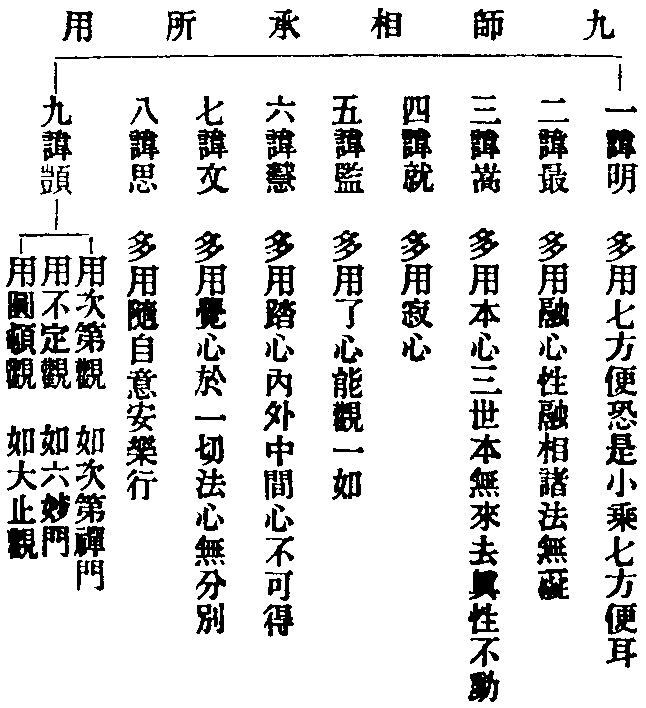 九師相承所用
一諱明 多用七方便恐是小乘七方便耳
二諱最 多用融心性融相諸法無礙
三諱嵩 多用本心三世本無來去真性不動
四諱就 多用寂心
五諱監 多用了心能觀一如
六諱慧 多用踏心內外中間心不可得
七諱文 多用覺心於一切法心無分別
八諱思 多用隨自意安樂行
九諱顗
用次第觀 如次第禪門
用不定觀 如六妙門
用圓頓觀 如大止觀